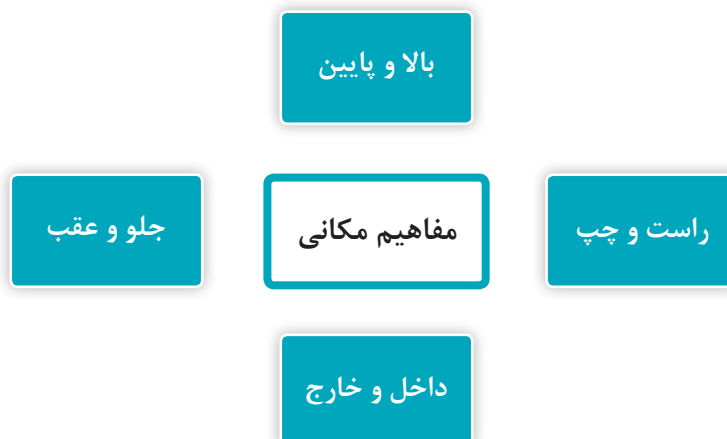 بالا و پایین
راست و چپ
مفاهیم مکانی
جلو و عقب
داخل و خارج